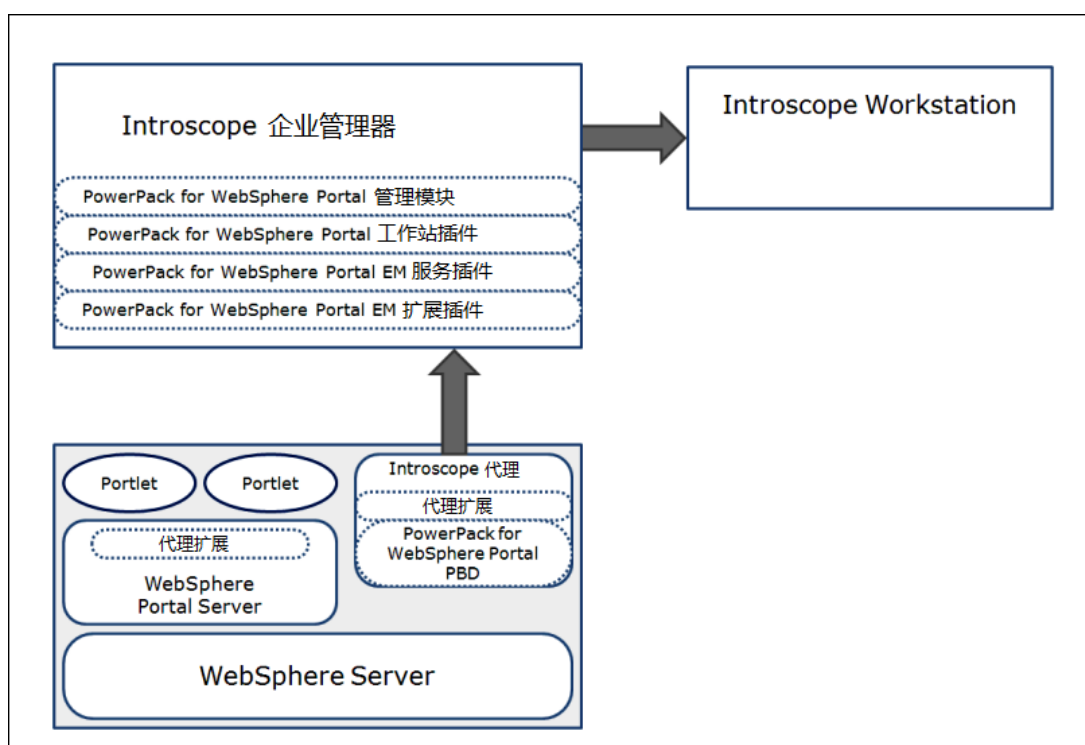 Introscope 企业管理器
PowerPack for WebSphere Portal 管理模块
PowerPack for WebSphere Portal 工作站插件
PowerPack for WebSphere Portal EM 服务插件
PowerPack for WebSphere Portal EM 扩展插件
Introscope Workstation
Portlet
Portlet
代理扩展
WebSphere
Portal Server
Introscope 代理
代理扩展
PowerPack for
WebSphere Portal
PBD
WebSphere Server